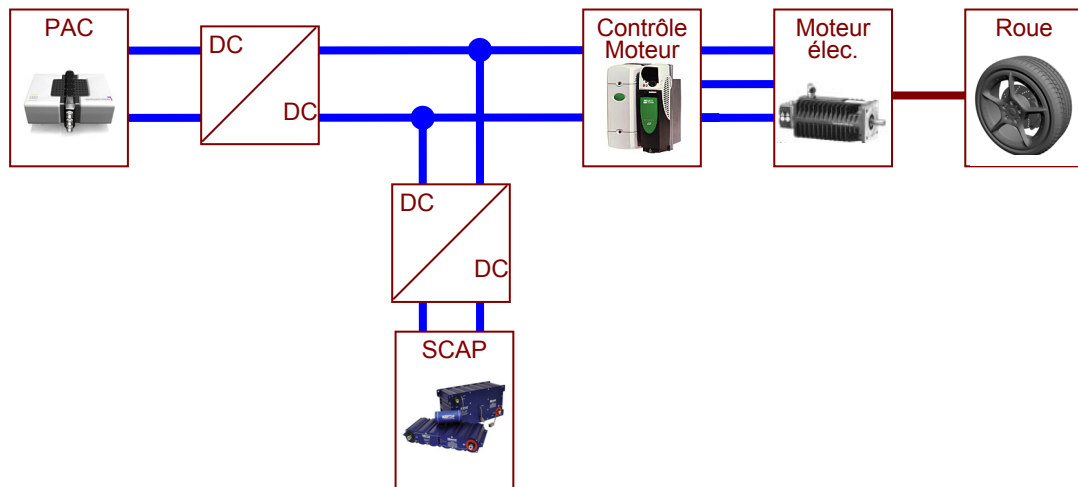 PAC
DC
DC
Contrôle
Moteur
Moteur
élec.
Roue
DC
DC
SCAP